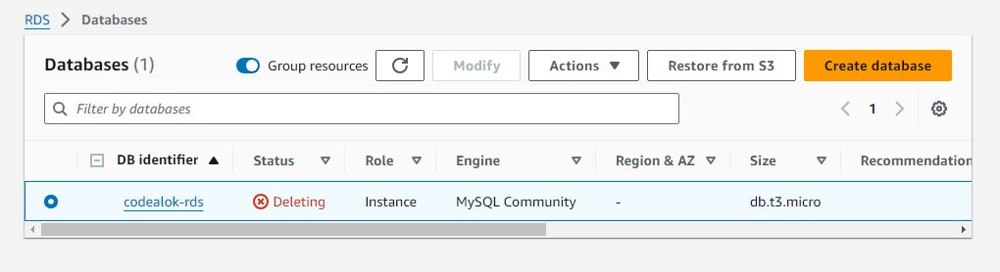 RDS > Databases
Databases (1) Group resources Modify Actions Restore from S3 Create database
Filter by databases 1
DB identifier Status Role Engine Region & AZ Size Recommendation
codealok-rds Deleting Instance MySQL Community - db.t3.micro